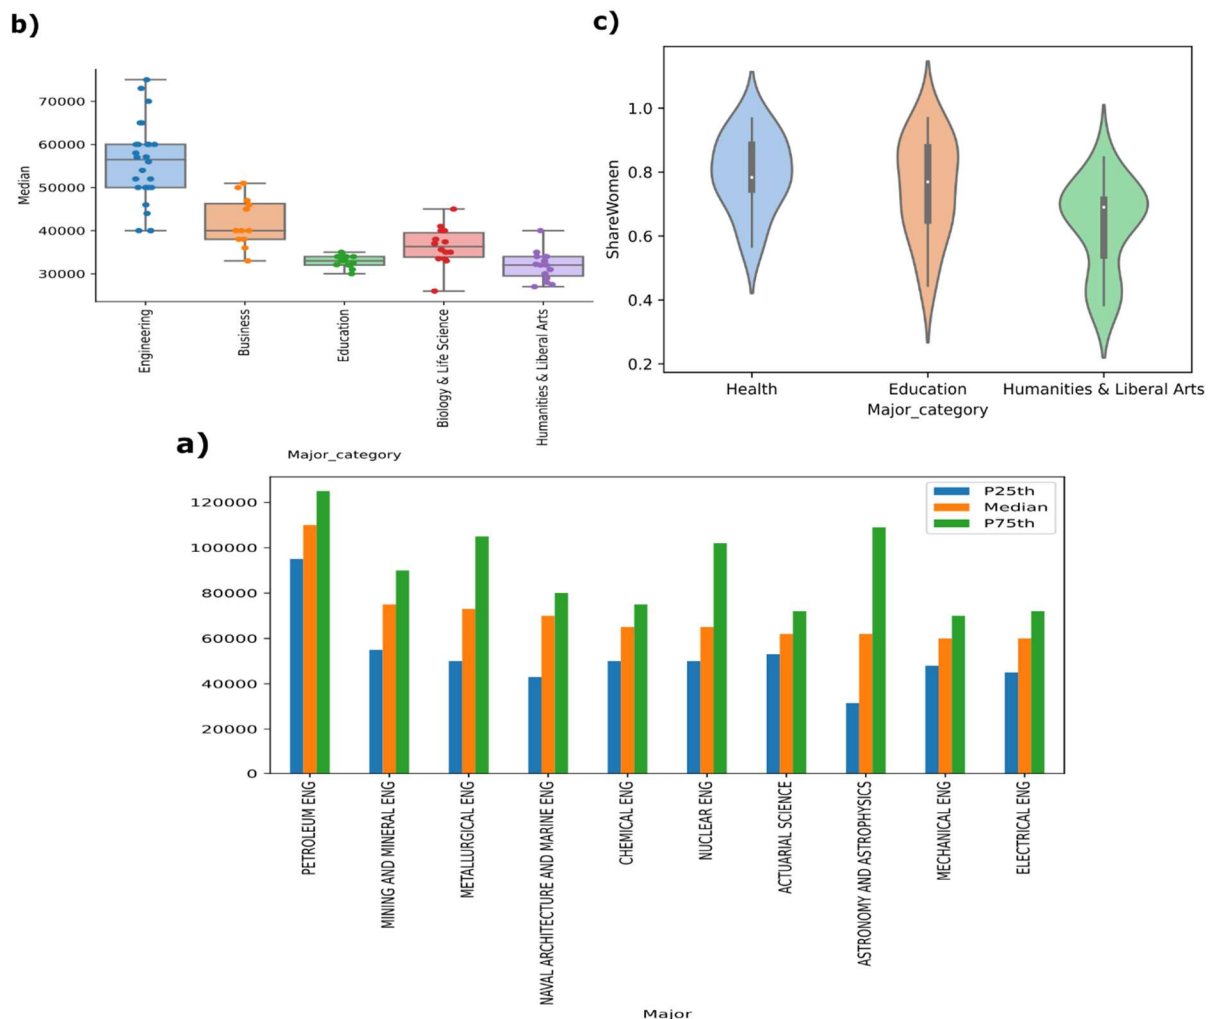 b)
70000
60000
50000
40000
30000
Median
Engineering
Business
Education
Biology & Life Science
Humanities & Liberal Arts
Major_category
c)
1.0
0.8
0.6
0.4
0.2
ShareWomen
Health
Education
Humanities & Liberal Arts
Major_category
a)
120000
100000
80000
60000
40000
20000
0
P25th
Median
P75th
PETROLEUM ENG
MINING AND MINERAL ENG
METALLURGICAL ENG
NAVAL ARCHITECTURE AND MARINE ENG
CHEMICAL ENG
NUCLEAR ENG
ACTUARIAL SCIENCE
ASTRONOMY AND ASTROPHYSICS
MECHANICAL ENG
ELECTRICAL ENG
Major